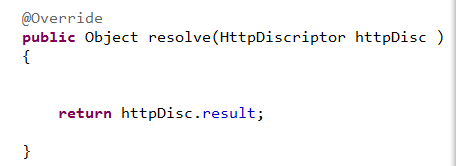 @Override
public Object resolve(HttpDiscriptor httpDisc )
{
return httpDisc.result;
}